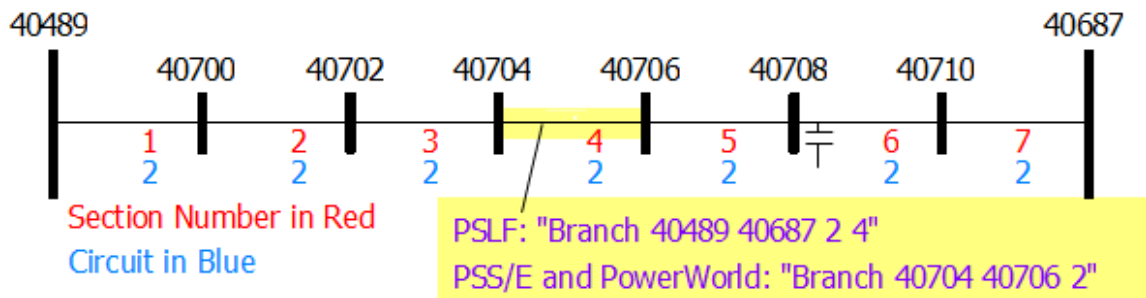 40489
40687
40700 40702 40704 40706 40708 40710
1 2 3 4 5 6 7
2 2 2 2 2 2 2
Section Number in Red
Circuit in Blue
PSLF: "Branch 40489 40687 2 4"
PSS/E and PowerWorld: "Branch 40704 40706 2"